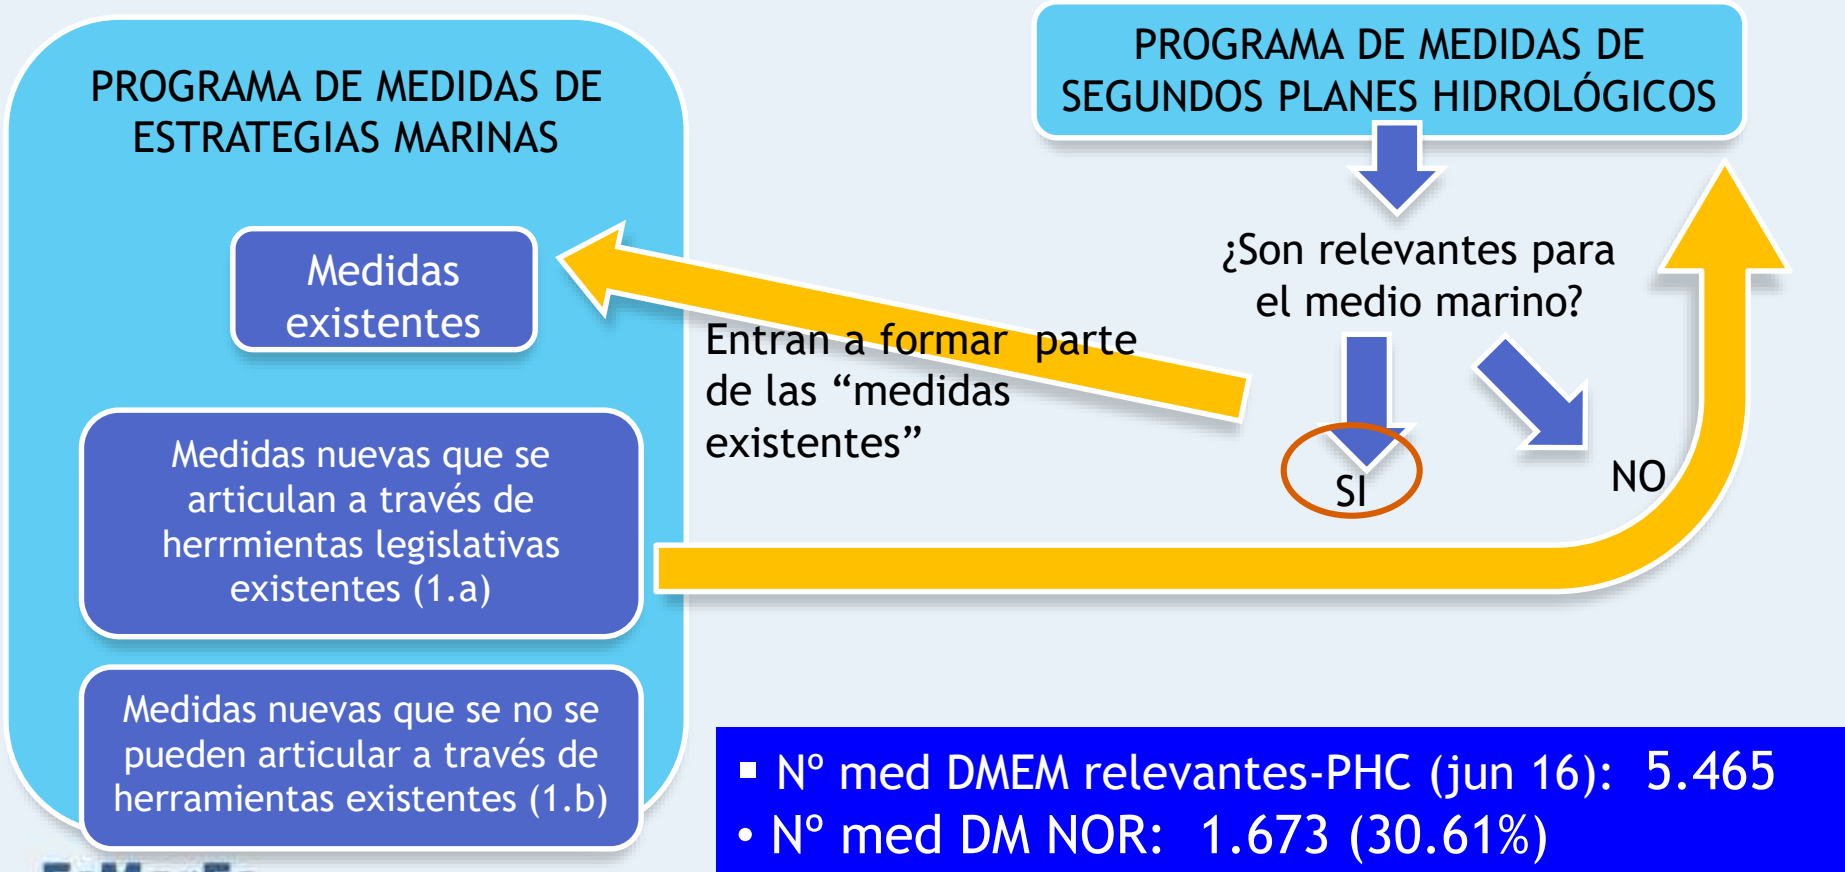 PROGRAMA DE MEDIDAS DE
ESTRATEGIAS MARINAS
Medidas
existentes
Medidas nuevas que se
articulan a través de
herrmientas legislativas
existentes (1.a)
Medidas nuevas que se no se
pueden articular a través de
herramientas existentes (1.b)
Entran a formar parte
de las “medidas
existentes”
PROGRAMA DE MEDIDAS DE
SEGUNDOS PLANES HIDROLÓGICOS
¿Son relevantes para
el medio marino?
SI
NO
▪ Nº med DMEM relevantes-PHC (jun 16): 5.465
• Nº med DM NOR: 1.673 (30.61%)